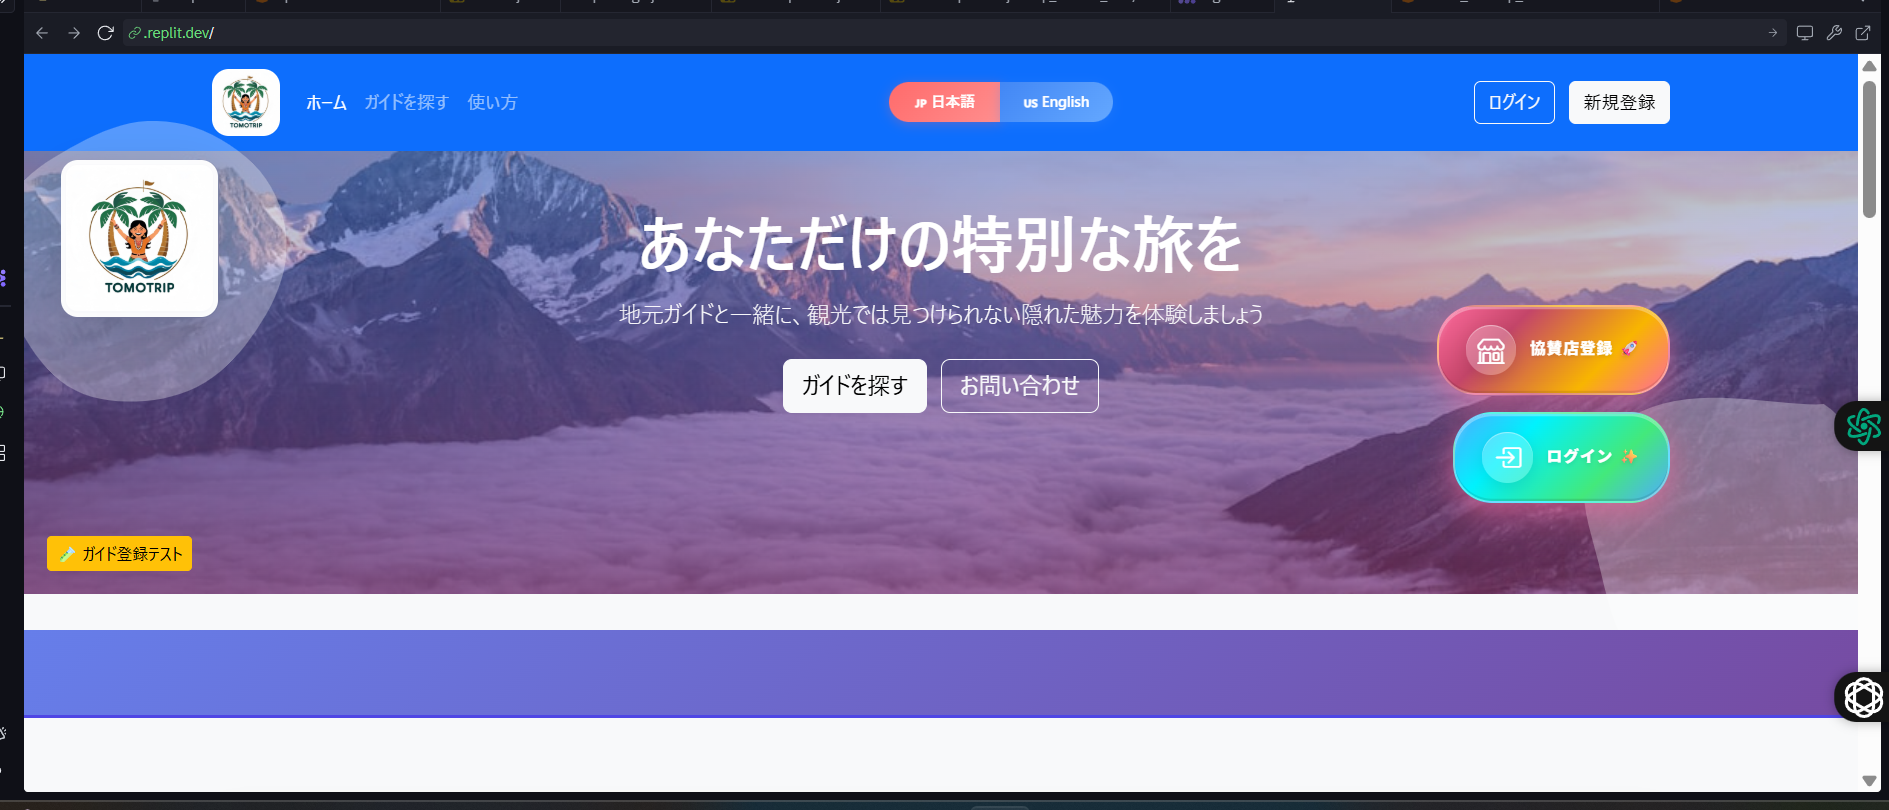 .replit.dev/
TOMOTRIP
ホーム ガイドを探す 使い方
JP 日本語
US English
ログイン
新規登録
TOMOTRIP
あなただけの特別な旅を
地元ガイドと一緒に、観光では見つけられない隠れた魅力を体験しましょう
ガイドを探す
お問い合わせ
協賛店登録 🚀
ログイン ✨
🧪 ガイド登録テスト